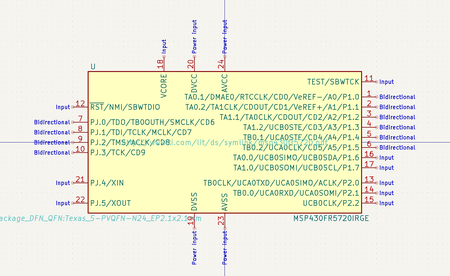 18
Input
20
Power Input
24
Power Input
U
VCORE
DVCC
AVCC
TEST/SBWTCK
11
Input
TA0.1/DMAE0/RTCCLK/CD0/VeREF-/A0/P1.0
1
Bidirectional
Input
12
RST/NMI/SBWTDIO
TA0.2/TA1CLK/CDOUT/CD1/VeREF+/A1/P1.1
2
Bidirectional
TA1.1/TA0CLK/CDOUT/CD2/A2/P1.2
3
Bidirectional
Bidirectional
7
PJ.0/TDO/TB0OUTH/SMCLK/CD6
TA1.2/UCB0STE/CD3/A3/P1.3
4
Bidirectional
Bidirectional
8
PJ.1/TDI/TCLK/MCLK/CD7
TB0.1/UCA0STE/CD4/A4/P1.4
5
Bidirectional
Bidirectional
9
PJ.2/TMS/ACLK/CD8
TB0.2/UCA0CLK/CD5/A5/P1.5
6
Bidirectional
Bidirectional
10
PJ.3/TCK/CD9
TA0.0/UCB0SIMO/UCB0SDA/P1.6
16
Input
TA1.0/UCB0SOMI/UCB0SCL/P1.7
17
Input
Input
21
PJ.4/XIN
TB0CLK/UCA0TXD/UCA0SIMO/ACLK/P2.0
13
Input
TB0.0/UCA0RXD/UCA0SOMI/P2.1
14
Input
Input
22
PJ.5/XOUT
UCB0CLK/P2.2
15
Input
DVSS
AVSS
MSP430FR5720IRGE
ackage_DFN_QFN:Texas_S-PVQFN-N24_EP2.1x2.1mm
19
Power Input
23
Power Input